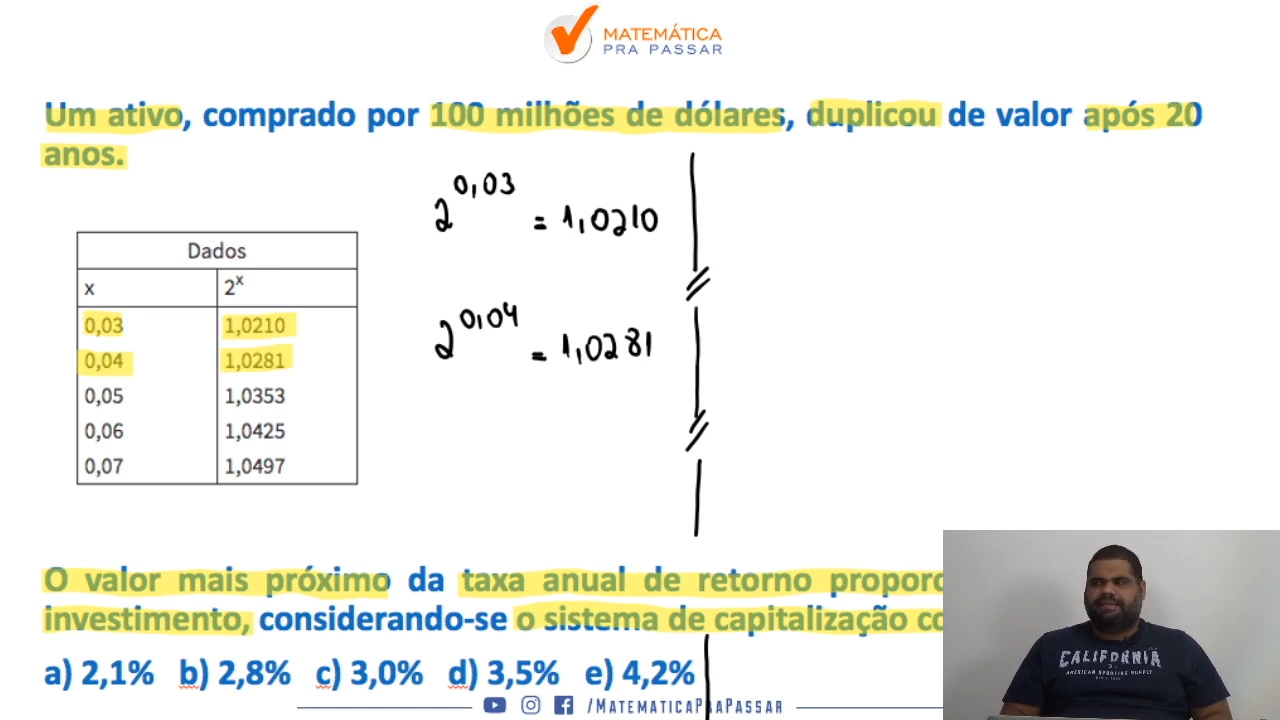 MATEMÁTICA
PRA PASSAR
Um ativo, comprado por 100 milhões de dólares, duplicou de valor após 20
anos.
Dados
x 2^x
0,03 1,0210
0,04 1,0281
0,05 1,0353
0,06 1,0425
0,07 1,0497
2^0,03 = 1,0210
2^0,04 = 1,0281
O valor mais próximo da taxa anual de retorno
investimento, considerando-se o sistema de capitalização
a) 2,1% b) 2,8% c) 3,0% d) 3,5% e) 4,2%
/MATEMATICAPRAPASSAR
CALIFORNIA
AMERICAN SPORTING SUPPLY